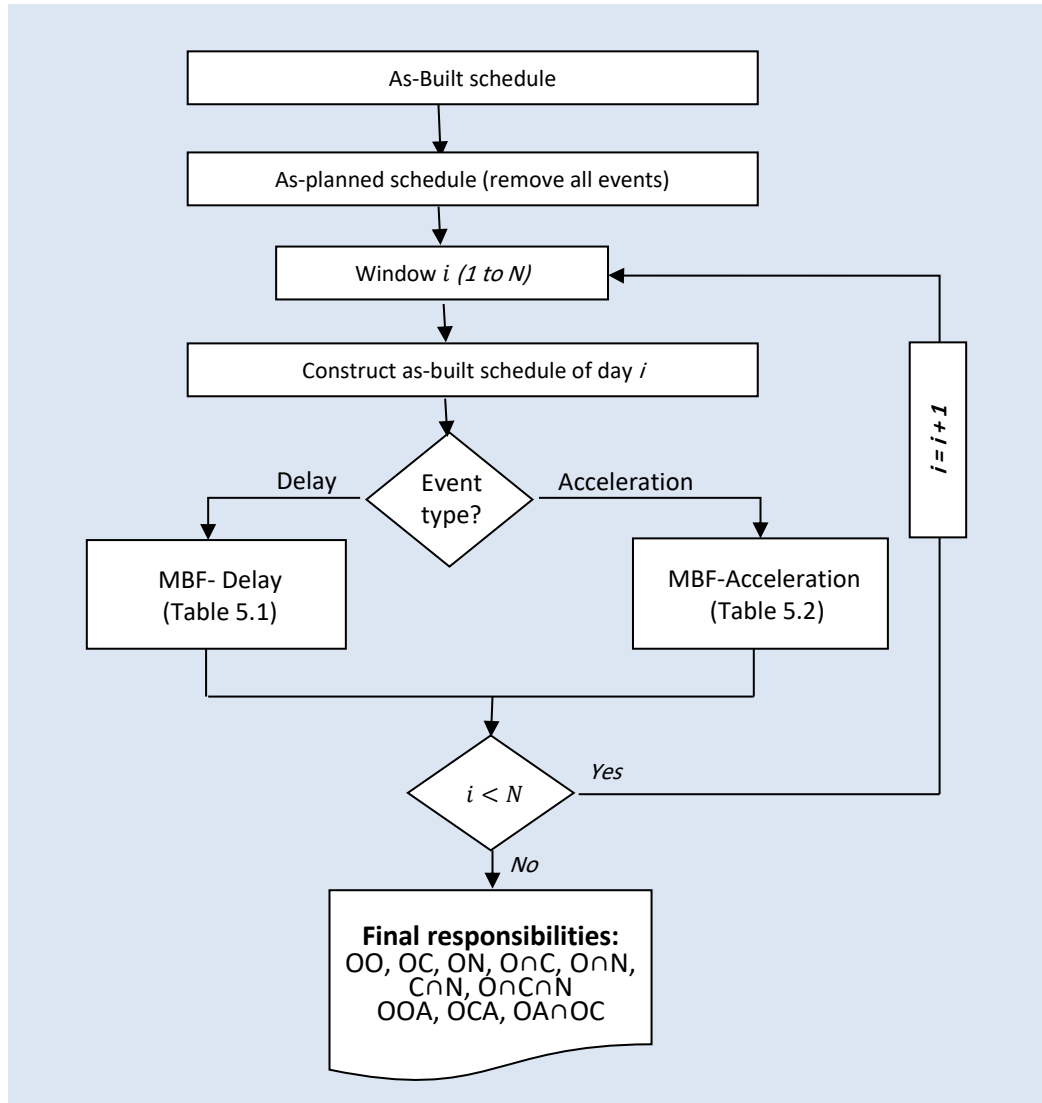 As-Built schedule
As-planned schedule (remove all events)
Window i (1 to N)
Construct as-built schedule of day i
i = i + 1
Delay
Event
type?
Acceleration
MBF- Delay
(Table 5.1)
MBF-Acceleration
(Table 5.2)
i < N
Yes
No
Final responsibilities:
OO, OC, ON, O∩C, O∩N,
C∩N, O∩C∩N
OOA, OCA, OA∩OC